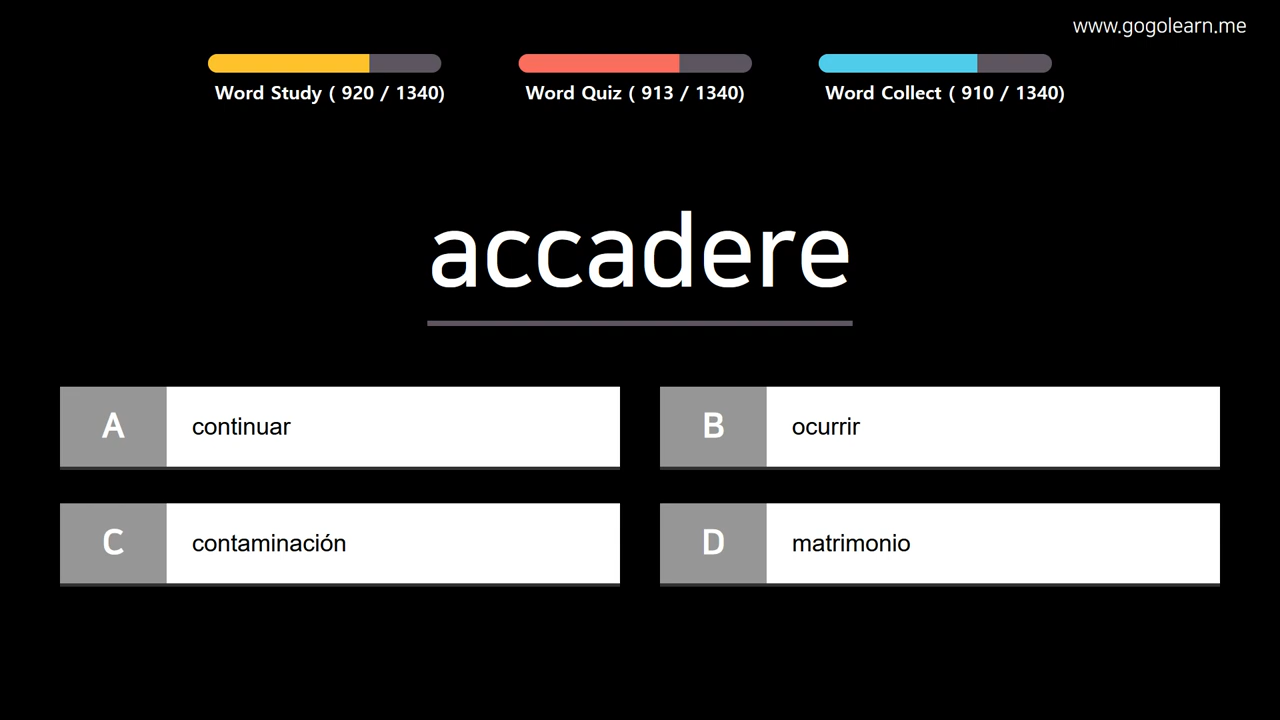 www.gogolearn.me
Word Study ( 920 / 1340)
Word Quiz ( 913 / 1340)
Word Collect ( 910 / 1340)
accadere
A continuar
B ocurrir
C contaminación
D matrimonio